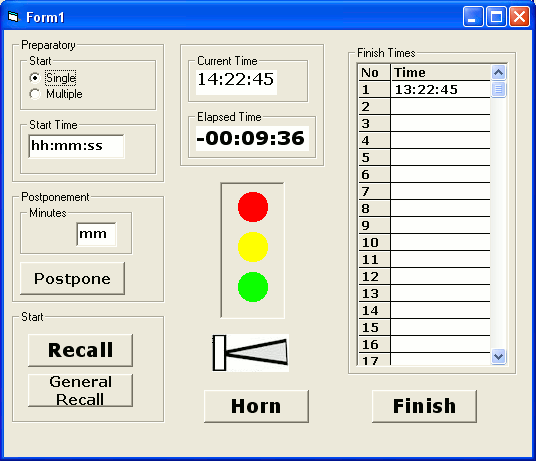 Form1
Preparatory
Start
Single
Multiple
Start Time
hh:mm:ss
Postponement
Minutes
mm
Postpone
Start
Recall
General
Recall
Current Time
14:22:45
Elapsed Time
-00:09:36
Horn
Finish Times
No Time
1 13:22:45
2
3
4
5
6
7
8
9
10
11
12
13
14
15
16
17
Finish